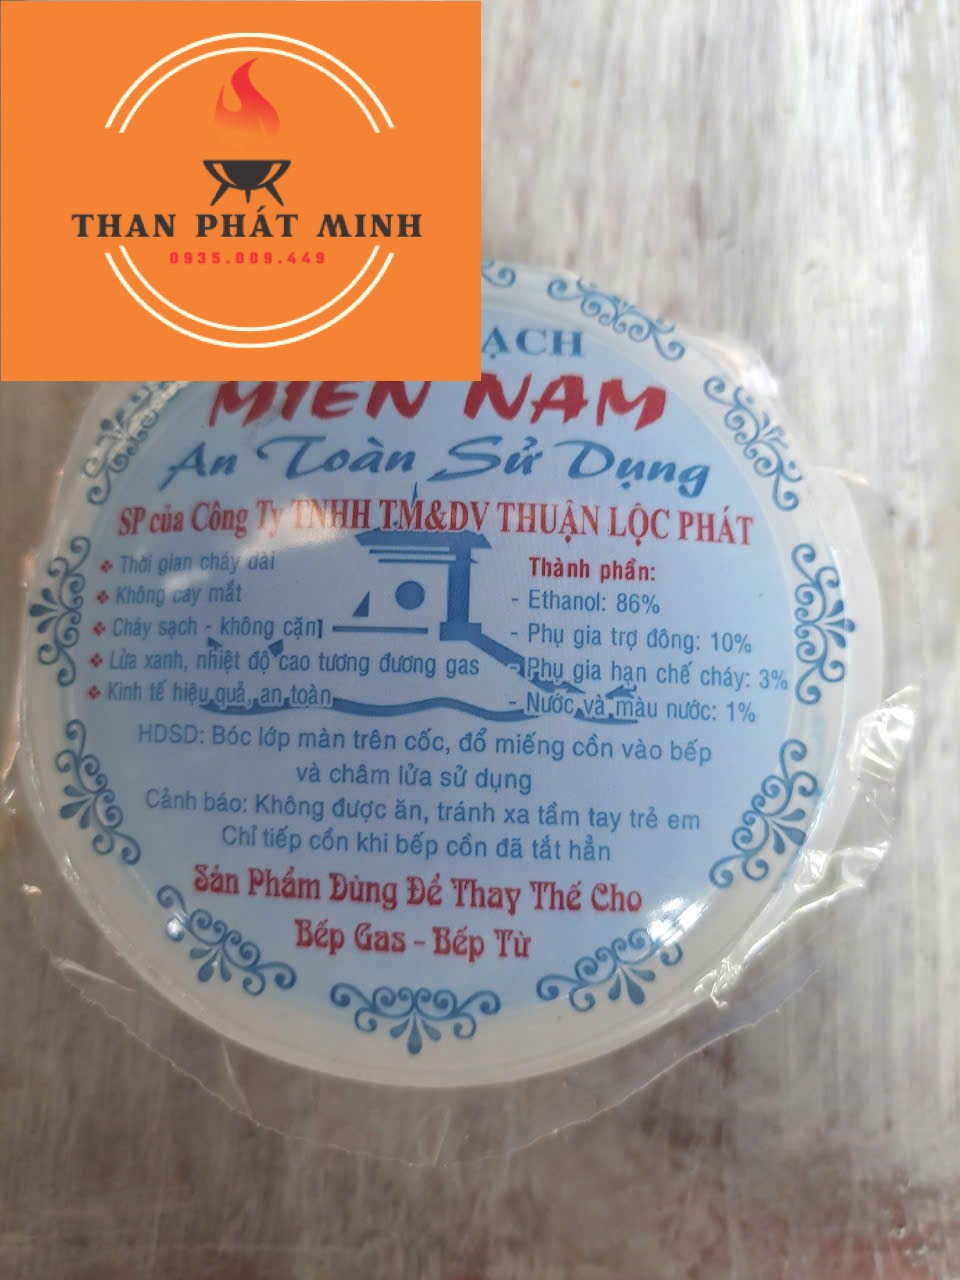 THAN PHÁT MINH
0935.009.449
ẠCH
MIỀN NAM
An Toàn Sử Dụng
SP của Công Ty TNHH TM&DV THUẬN LỘC PHÁT
❖ Thời gian cháy dài
❖ Không cay mắt
❖ Cháy sạch - không cặn
❖ Lửa xanh, nhiệt độ cao tương đương gas
❖ Kinh tế hiệu quả, an toàn
Thành phần:
- Ethanol: 86%
- Phụ gia trợ đông: 10%
- Phụ gia hạn chế cháy: 3%
- Nước và màu nước: 1%
HDSD: Bóc lớp màn trên cốc, đổ miếng cồn vào bếp
và châm lửa sử dụng
Cảnh báo: Không được ăn, tránh xa tầm tay trẻ em
Chỉ tiếp cồn khi bếp cồn đã tắt hẳn
Sản Phẩm Dùng Để Thay Thế Cho
Bếp Gas - Bếp Từ